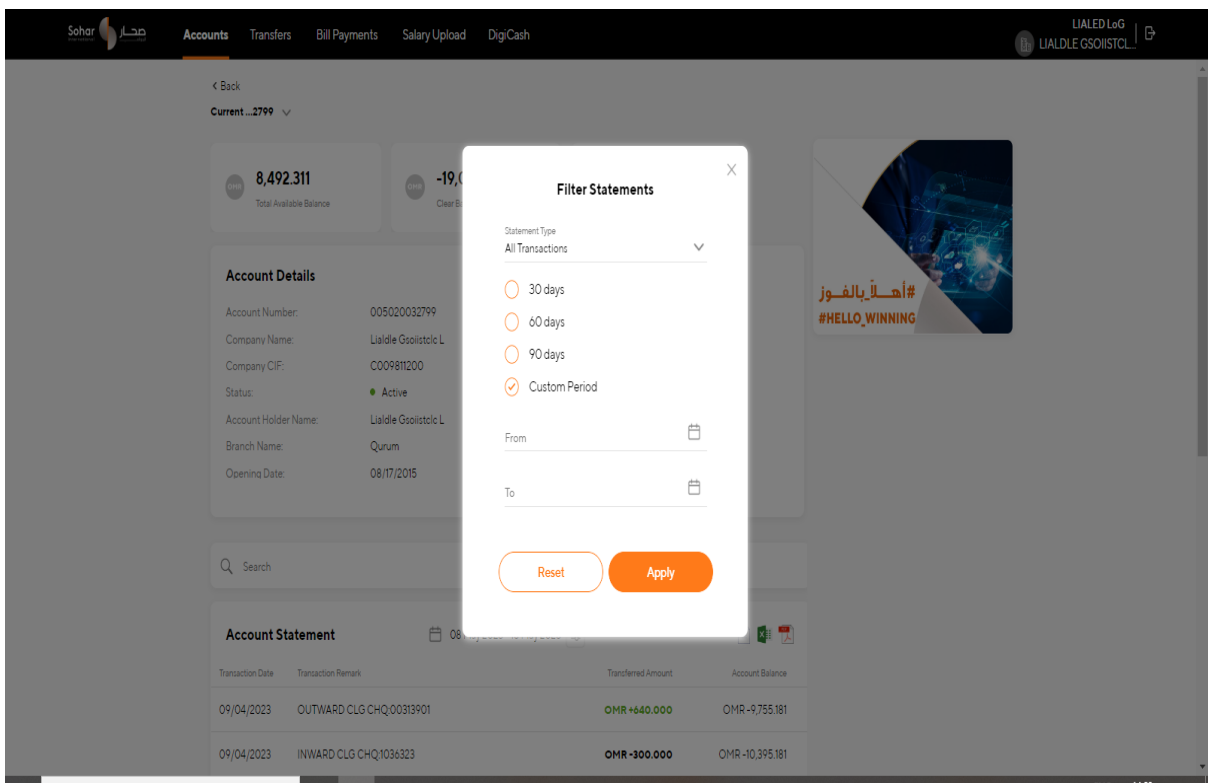 Sohar صحار
Accounts Transfers Bill Payments Salary Upload DigiCash
LIALED LoG
LIALDLE GSOIISTCL...
Back
Current ...2799
OMR 8,492.311
Total Available Balance
OMR -19,0
Clear B
Filter Statements
Statement Type
All Transactions
30 days
60 days
90 days
Custom Period
From
To
Reset Apply
Account Details
Account Number: 005020032799
Company Name: Lialdle Gsoiistclc L
Company CIF: C009811200
Status: Active
Account Holder Name: Lialdle Gsoiistclc L
Branch Name: Qurum
Opening Date: 08/17/2015
#أهــلاً_بالفــوز
#HELLO_WINNING
Search
Account Statement 08
Transaction Date Transaction Remark Transferred Amount Account Balance
09/04/2023 OUTWARD CLG CHQ:00313901 OMR +640.000 OMR -9,755.181
09/04/2023 INWARD CLG CHQ:1036323 OMR -300.000 OMR -10,395.181